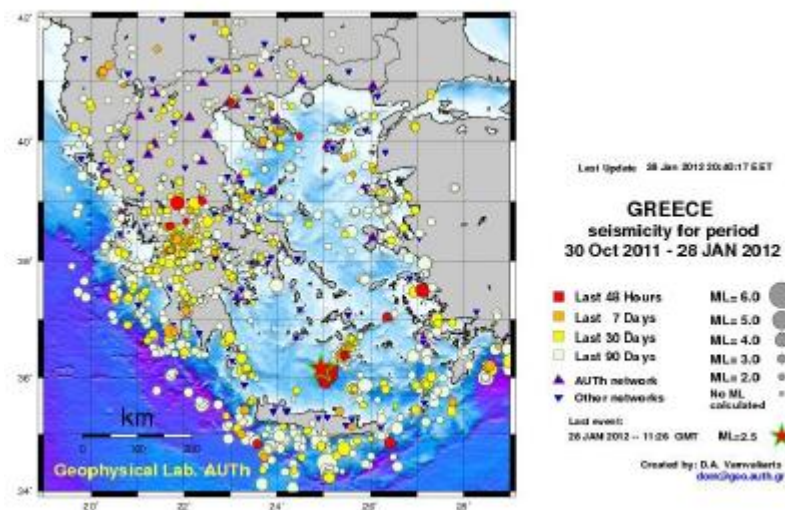 42°
40°
38°
36°
34°
20°
22°
24°
26°
28°
km
0
100
200
Geophysical Lab. AUTh
Last Update 28 Jan 2012 20:40:17 EET
GREECE
seismicity for period
30 Oct 2011 - 28 JAN 2012
Last 48 Hours
Last 7 Days
Last 30 Days
Last 90 Days
AUTh network
Other networks
ML= 6.0
ML= 5.0
ML= 4.0
ML= 3.0
ML= 2.0
No ML
calculated
Last event:
28 JAN 2012 -- 11:26 GMT ML=2.5
Created by: D.A. Vamvakaris
dom@geo.auth.gr